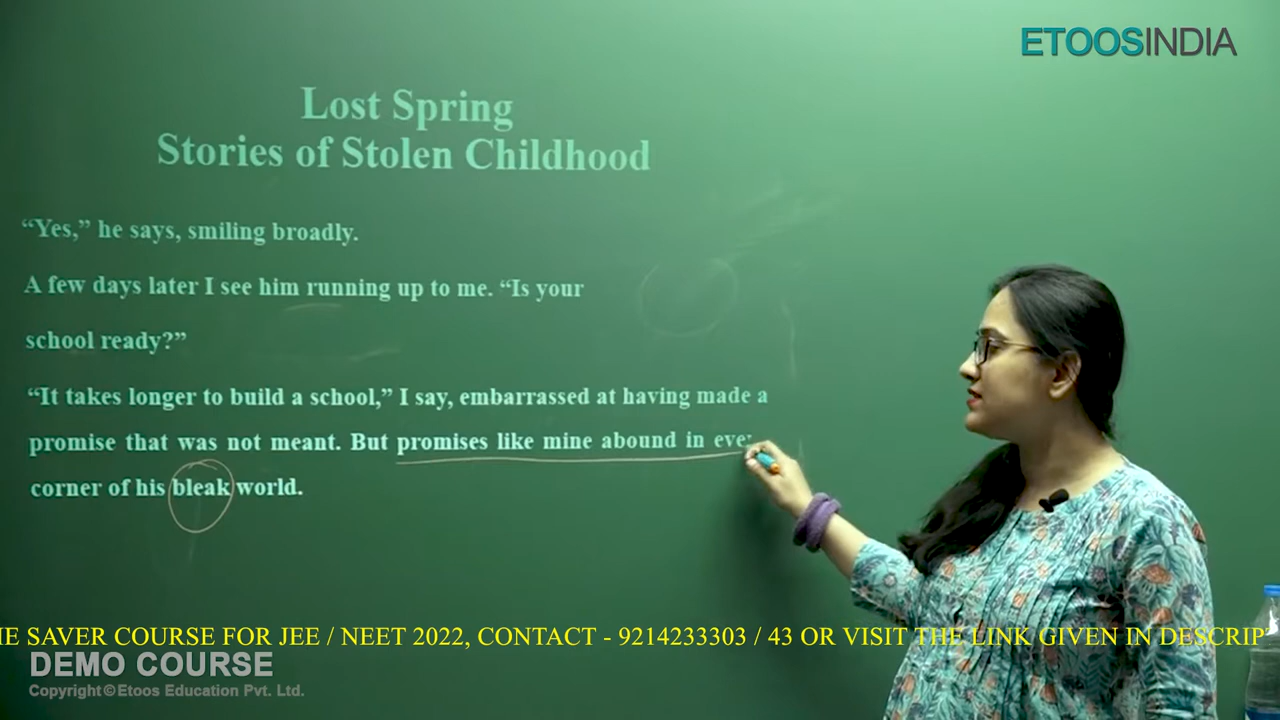 ETOOSINDIA
Lost Spring
Stories of Stolen Childhood
“Yes,” he says, smiling broadly.
A few days later I see him running up to me. “Is your
school ready?”
“It takes longer to build a school,” I say, embarrassed at having made a
promise that was not meant. But promises like mine abound in
corner of his bleak world.
SAVER COURSE FOR JEE / NEET 2022, CONTACT - 9214233303 / 43 OR VISIT THE LINK GIVEN IN
DEMO COURSE
Copyright © Etoos Education Pvt. Ltd.